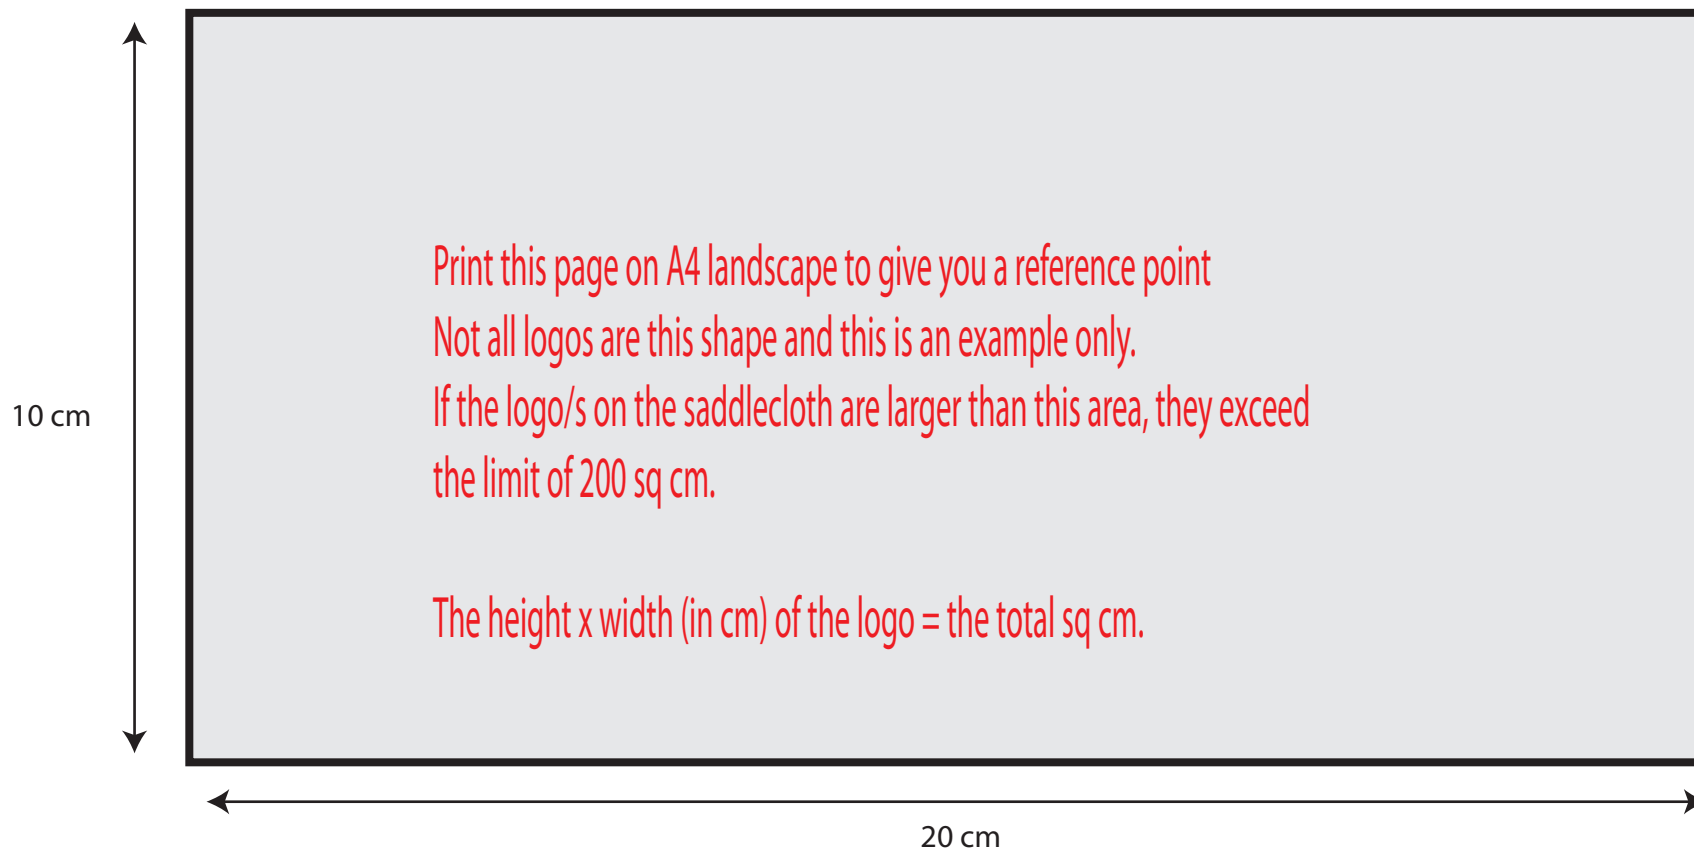 Print this page on A4 landscape to give you a reference point
Not all logos are this shape and this is an example only.
If the logo/s on the saddlecloth are larger than this area, they exceed
the limit of 200 sq cm.
The height x width (in cm) of the logo = the total sq cm.
10 cm
20 cm